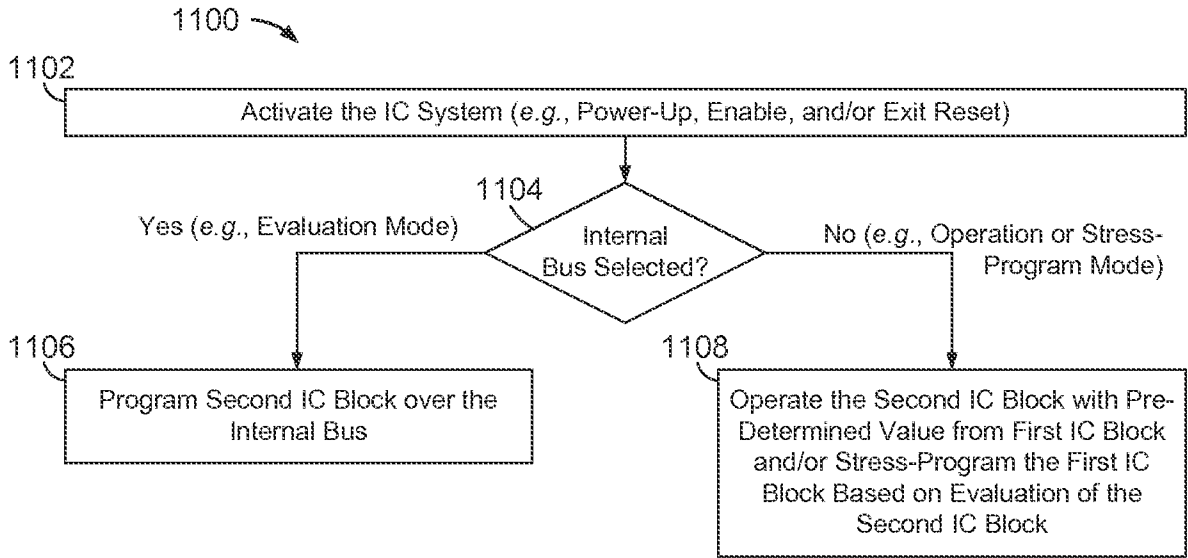 1100
1102
Activate the IC System (e.g., Power-Up, Enable, and/or Exit Reset)
1104
Yes (e.g., Evaluation Mode)
Internal
Bus Selected?
No (e.g., Operation or Stress-
Program Mode)
1106
Program Second IC Block over the
Internal Bus
1108
Operate the Second IC Block with Pre-
Determined Value from First IC Block
and/or Stress-Program the First IC
Block Based on Evaluation of the
Second IC Block